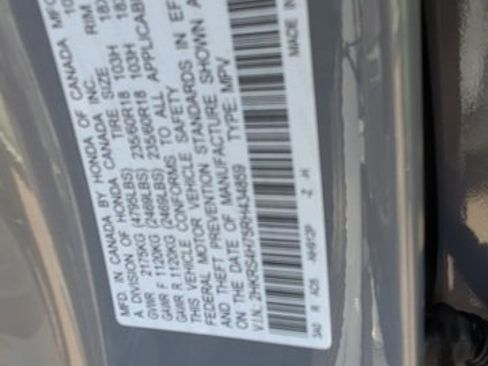 MFD. IN CANADA BY HONDA OF CANADA MFG.
A DIVISION OF HONDA CANADA INC.
TIRE SIZE RIM
GVWR 2175KG (4795LBS)
GAWR F 1120KG (2469LBS) 235/60R18 103H 18X
GAWR R 1120KG (2469LBS) 235/60R18 103H 18X
THIS VEHICLE CONFORMS TO ALL APPLICABLE
FEDERAL MOTOR VEHICLE SAFETY STANDARDS IN EF
AND THEFT PREVENTION STANDARD SHOWN A
ON THE DATE OF MANUFACTURE
V.I.N. 2HKRS4H75RH434859 TYPE: MPV
MADE IN